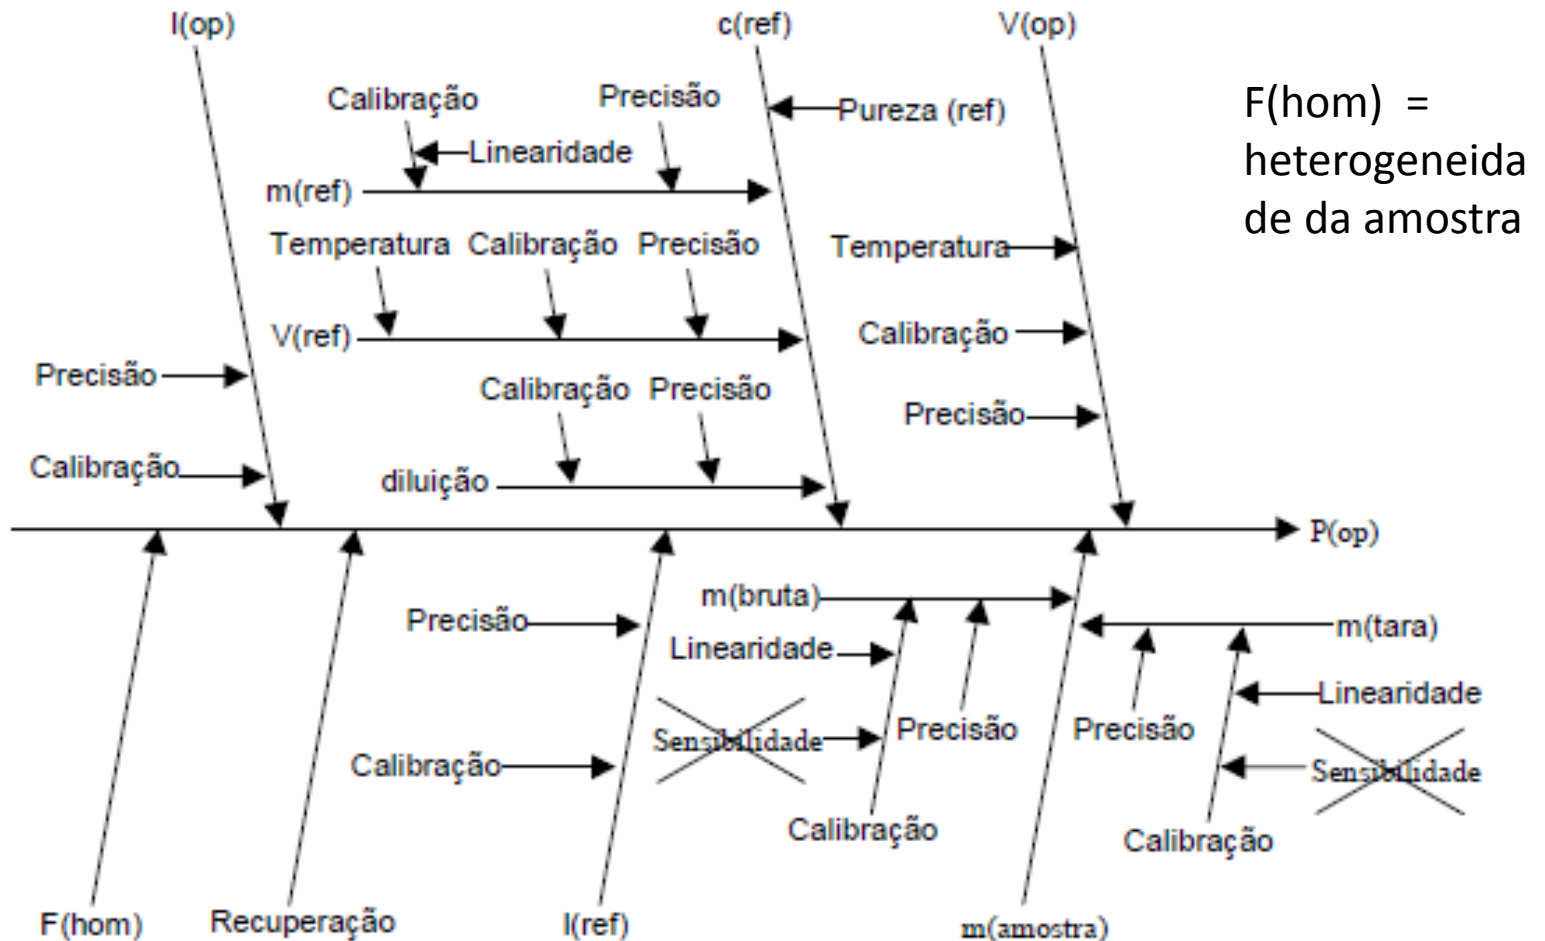 I(op)
c(ref)
V(op)
Calibração
Precisão
Pureza (ref)
F(hom) =
heterogeneida
de da amostra
Linearidade
m(ref)
Temperatura
Calibração
Precisão
Temperatura
V(ref)
Calibração
Precisão
Calibração
Precisão
Precisão
Calibração
diluição
P(op)
m(bruta)
Precisão
m(tara)
Linearidade
Linearidade
Sensibilidade
Precisão
Precisão
Calibração
Sensibilidade
Calibração
Calibração
F(hom)
Recuperação
I(ref)
m(amostra)